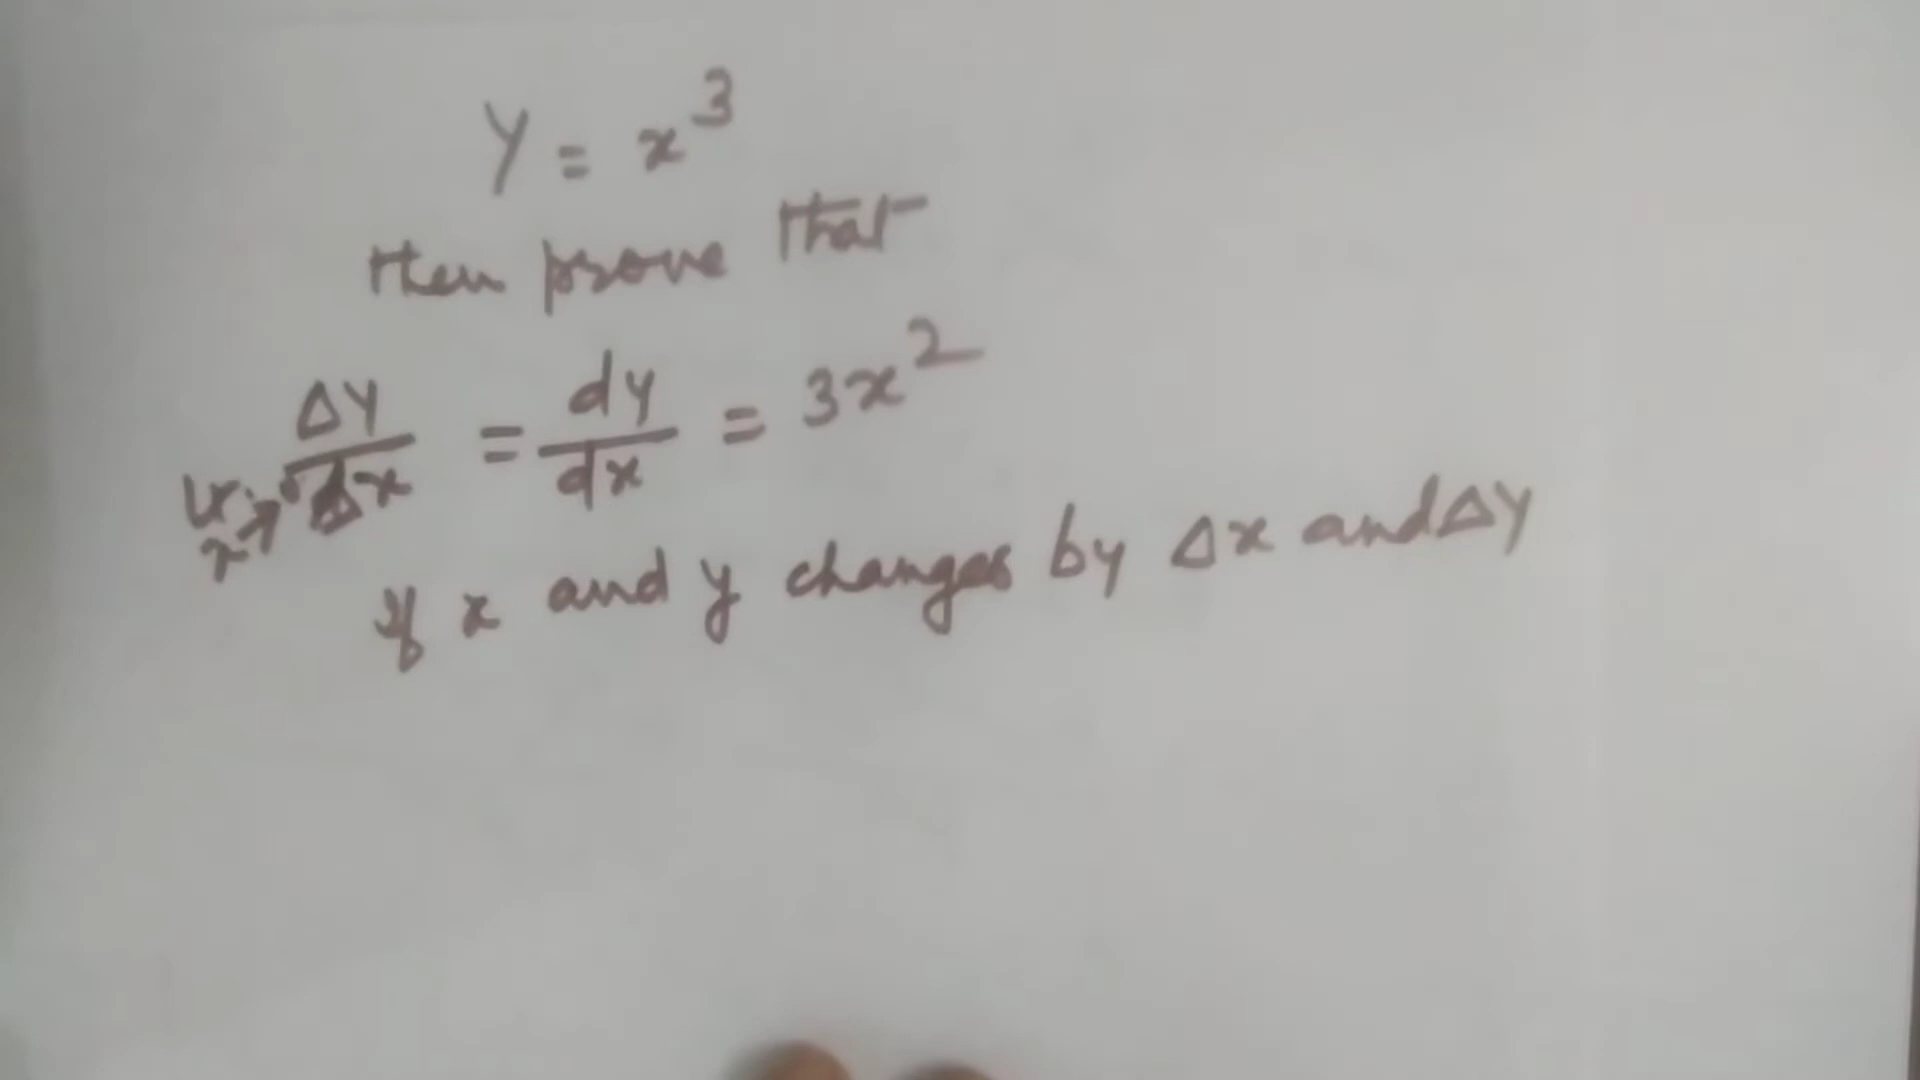 Y = x³
then prove that
ΔY/Δx = dy/dx = 3x²
If x and y changes by Δx and ΔY